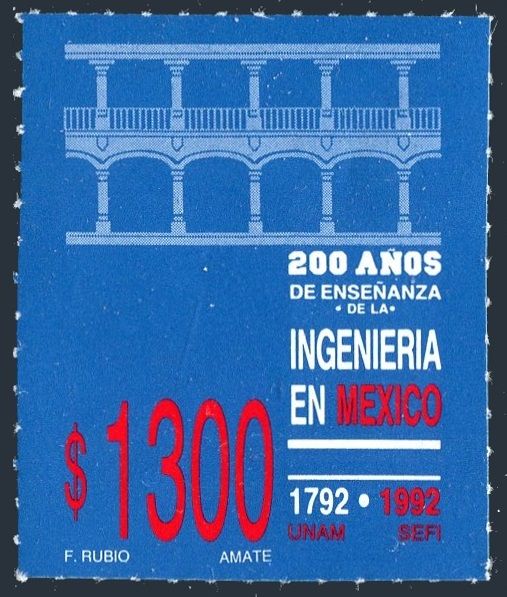 200 AÑOS
DE ENSEÑANZA
• DE LA •
INGENIERIA
EN MEXICO
$1300
1792 • 1992
UNAM SEFI
F. RUBIO AMATE